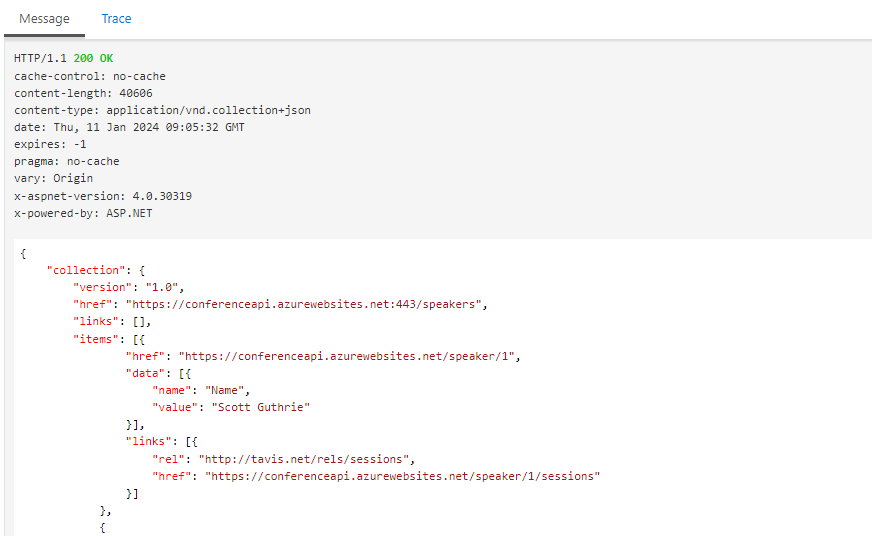 Message Trace
HTTP/1.1 200 OK
cache-control: no-cache
content-length: 40606
content-type: application/vnd.collection+json
date: Thu, 11 Jan 2024 09:05:32 GMT
expires: -1
pragma: no-cache
vary: Origin
x-aspnet-version: 4.0.30319
x-powered-by: ASP.NET
{
    "collection": {
        "version": "1.0",
        "href": "https://conferenceapi.azurewebsites.net:443/speakers",
        "links": [],
        "items": [{
                "href": "https://conferenceapi.azurewebsites.net/speaker/1",
                "data": [{
                    "name": "Name",
                    "value": "Scott Guthrie"
                }],
                "links": [{
                    "rel": "http://tavis.net/rels/sessions",
                    "href": "https://conferenceapi.azurewebsites.net/speaker/1/sessions"
                }]
            },
            {